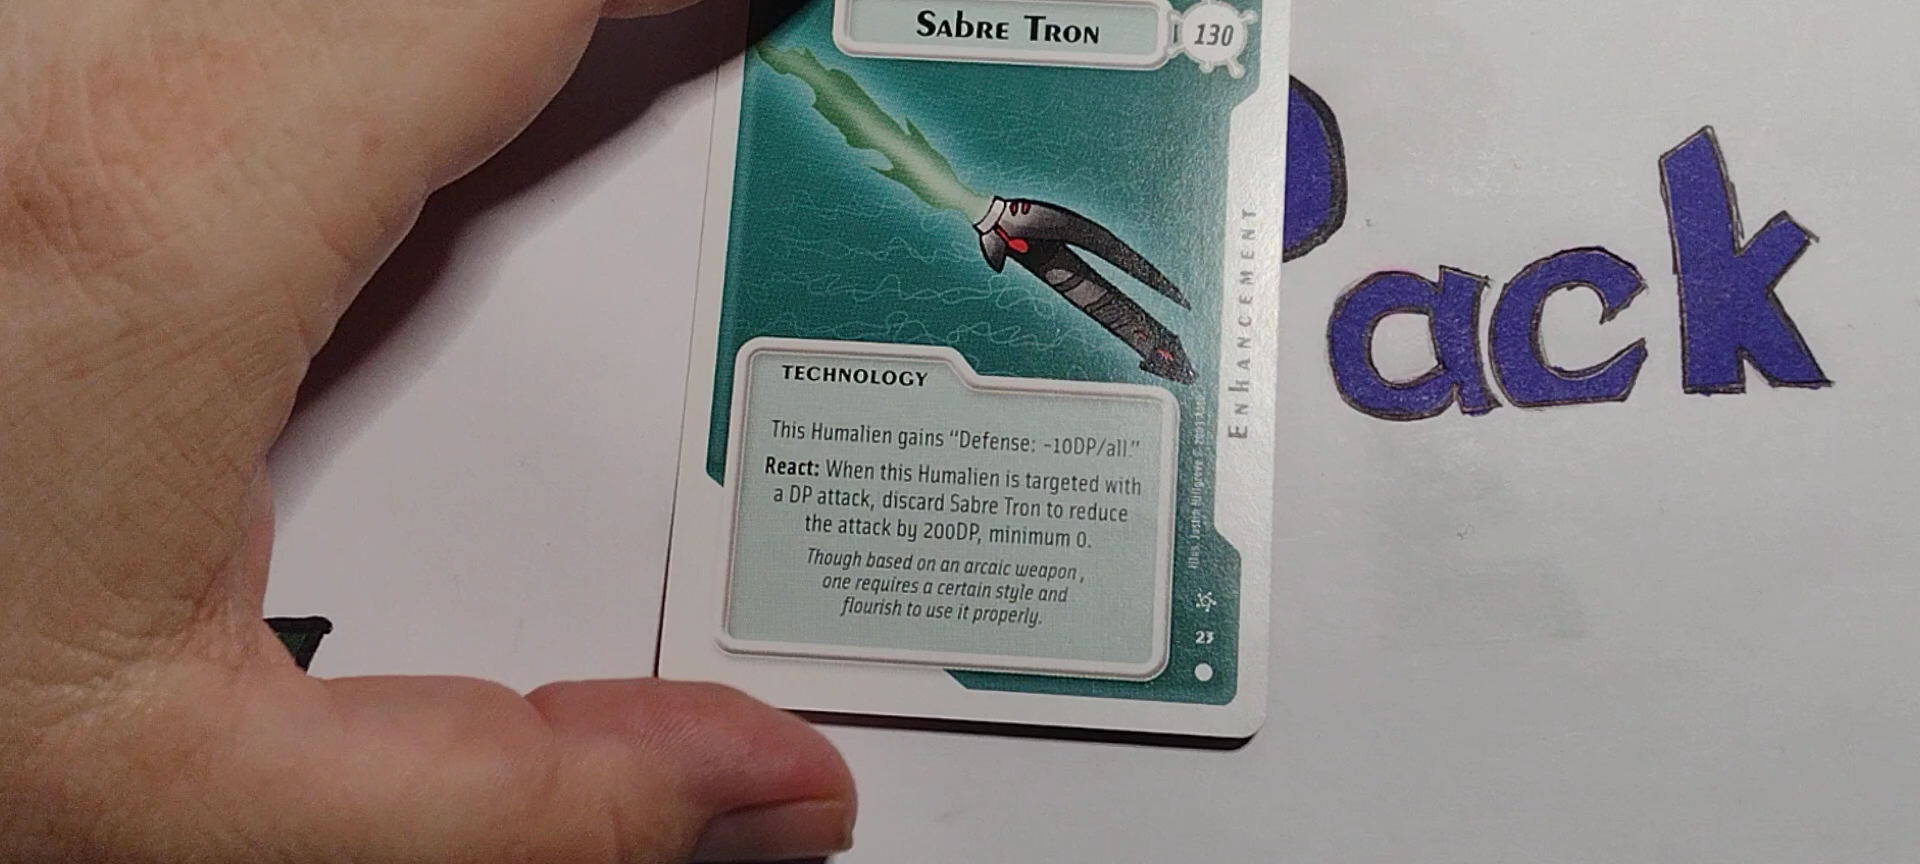 Sabre Tron
130
Pack
Enhancement
TECHNOLOGY
This Humalien gains "Defense: -10DP/all."
React: When this Humalien is targeted with
a DP attack, discard Sabre Tron to reduce
the attack by 200DP, minimum 0.
Though based on an arcaic weapon,
one requires a certain style and
flourish to use it properly.
23